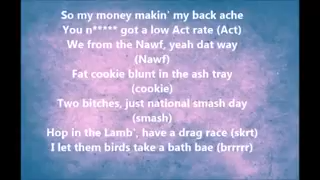 So my money makin' my back ache
You n***** got a low Act rate (Act)
We from the Nawf, yeah dat way
(Nawf)
Fat cookie blunt in the ash tray
(cookie)
Two bitches, just national smash day
(smash)
Hop in the Lamb', have a drag race (skrt)
I let them birds take a bath bae (brrrrr)